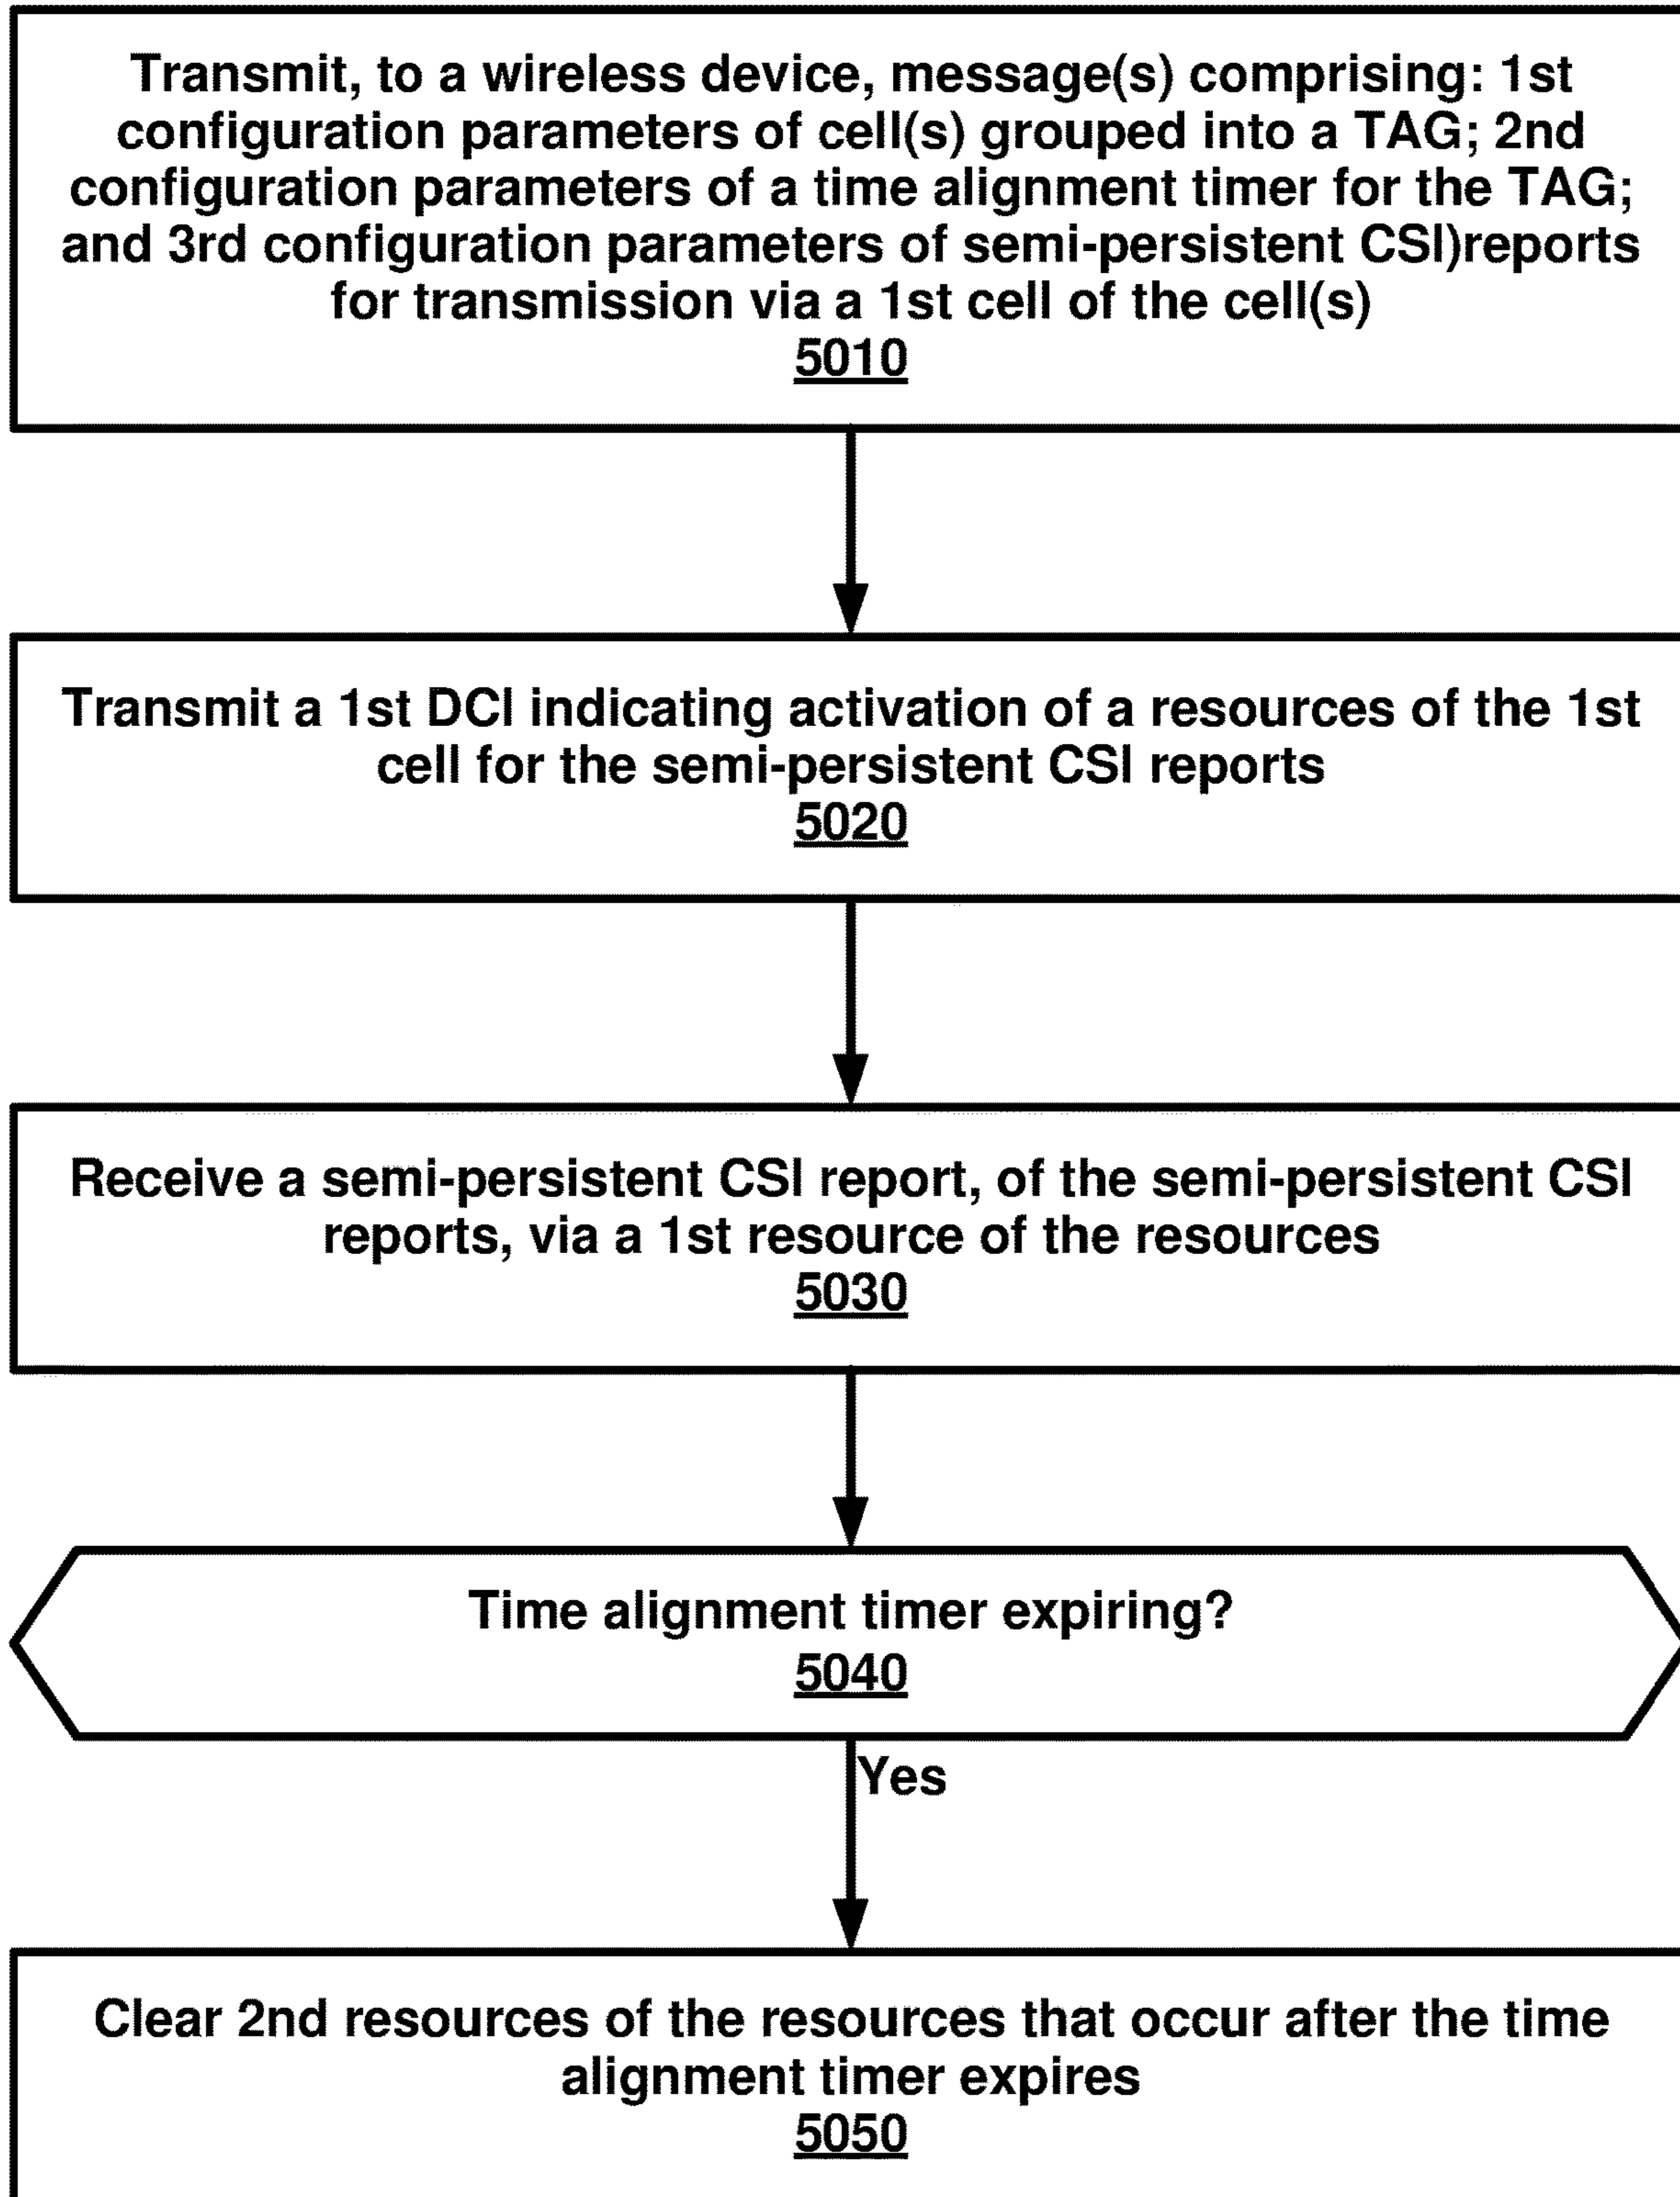 Transmit, to a wireless device, message(s) comprising: 1st
configuration parameters of cell(s) grouped into a TAG; 2nd
configuration parameters of a time alignment timer for the TAG;
and 3rd configuration parameters of semi-persistent CSI)reports
for transmission via a 1st cell of the cell(s)
5010
Transmit a 1st DCI indicating activation of a resources of the 1st
cell for the semi-persistent CSI reports
5020
Receive a semi-persistent CSI report, of the semi-persistent CSI
reports, via a 1st resource of the resources
5030
Time alignment timer expiring?
5040
Yes
Clear 2nd resources of the resources that occur after the time
alignment timer expires
5050